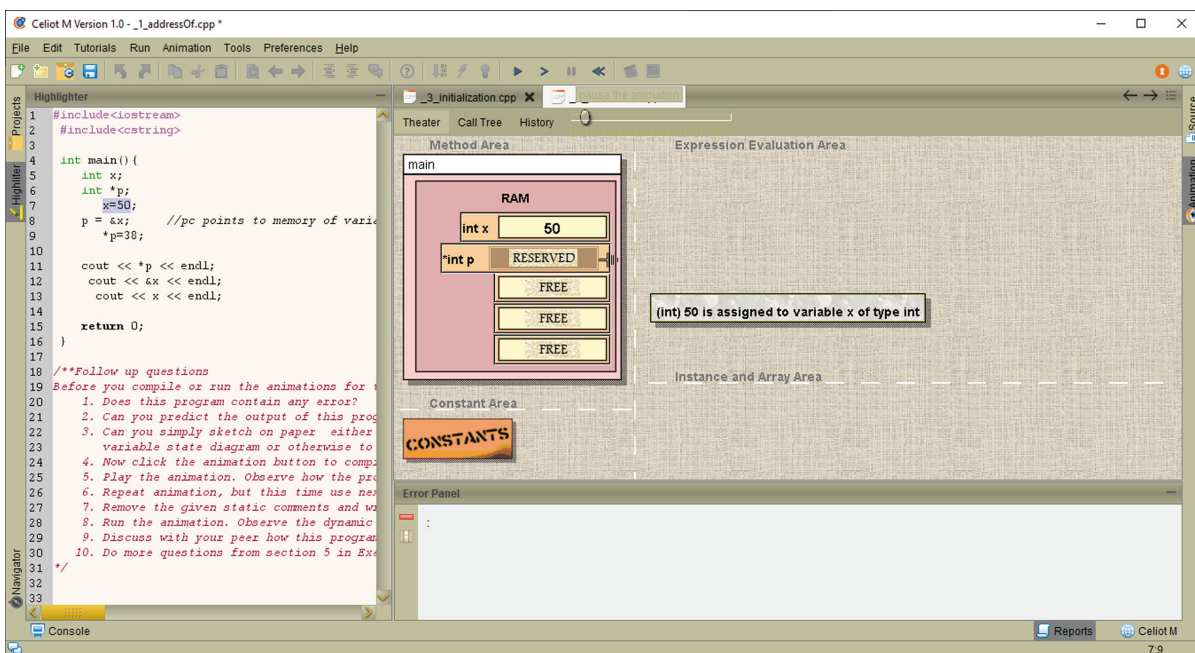 Celiot M Version 1.0 - _1_addressOf.cpp *
File Edit Tutorials Run Animation Tools Preferences Help
Projects
Highliter
Navigator
Highlighter
1 #include<iostream>
2 #include<cstring>
3
4 int main(){
5 int x;
6 int *p;
7 x=50;
8 p = &x; //pc points to memory of varia
9 *p=38;
10
11 cout << *p << endl;
12 cout << &x << endl;
13 cout << x << endl;
14
15 return 0;
16 }
17
18 /**Follow up questions
19 Before you compile or run the animations for
20 1. Does this program contain any error?
21 2. Can you predict the output of this prog
22 3. Can you simply sketch on paper either
23 variable state diagram or otherwise to
24 4. Now click the animation button to comp
25 5. Play the animation. Observe how the pro
26 6. Repeat animation, but this time use ne
27 7. Remove the given static comments and w
28 8. Run the animation. Observe the dynamic
29 9. Discuss with your peer how this program
30 10. Do more questions from section 5 in Exe
31 */
32
33
_3_initialization.cpp
pause the animation
Theater Call Tree History
Method Area
Expression Evaluation Area
main
RAM
int x 50
*int p RESERVED
FREE
FREE
FREE
(int) 50 is assigned to variable x of type int
Instance and Array Area
Constant Area
CONSTANTS
Error Panel
:
Source
Animation
Console
Reports
Celiot M
7:9